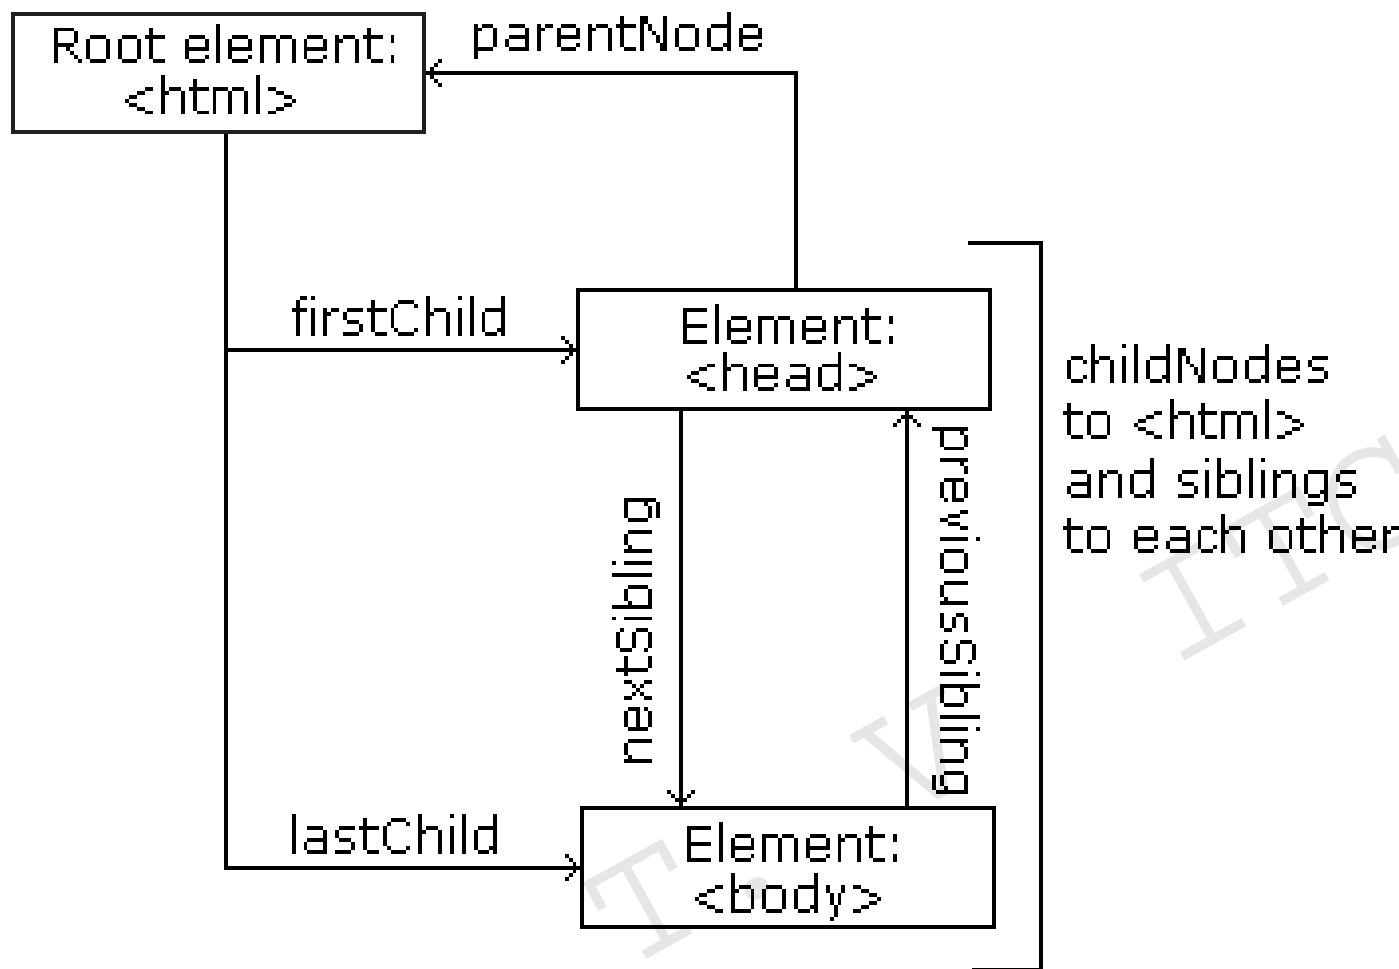 Root element:
<html>
parentNode
firstChild
Element:
<head>
childNodes
to <html>
and siblings
to each other
nextSibling
previousSibling
lastChild
Element:
<body>
T. V ITC